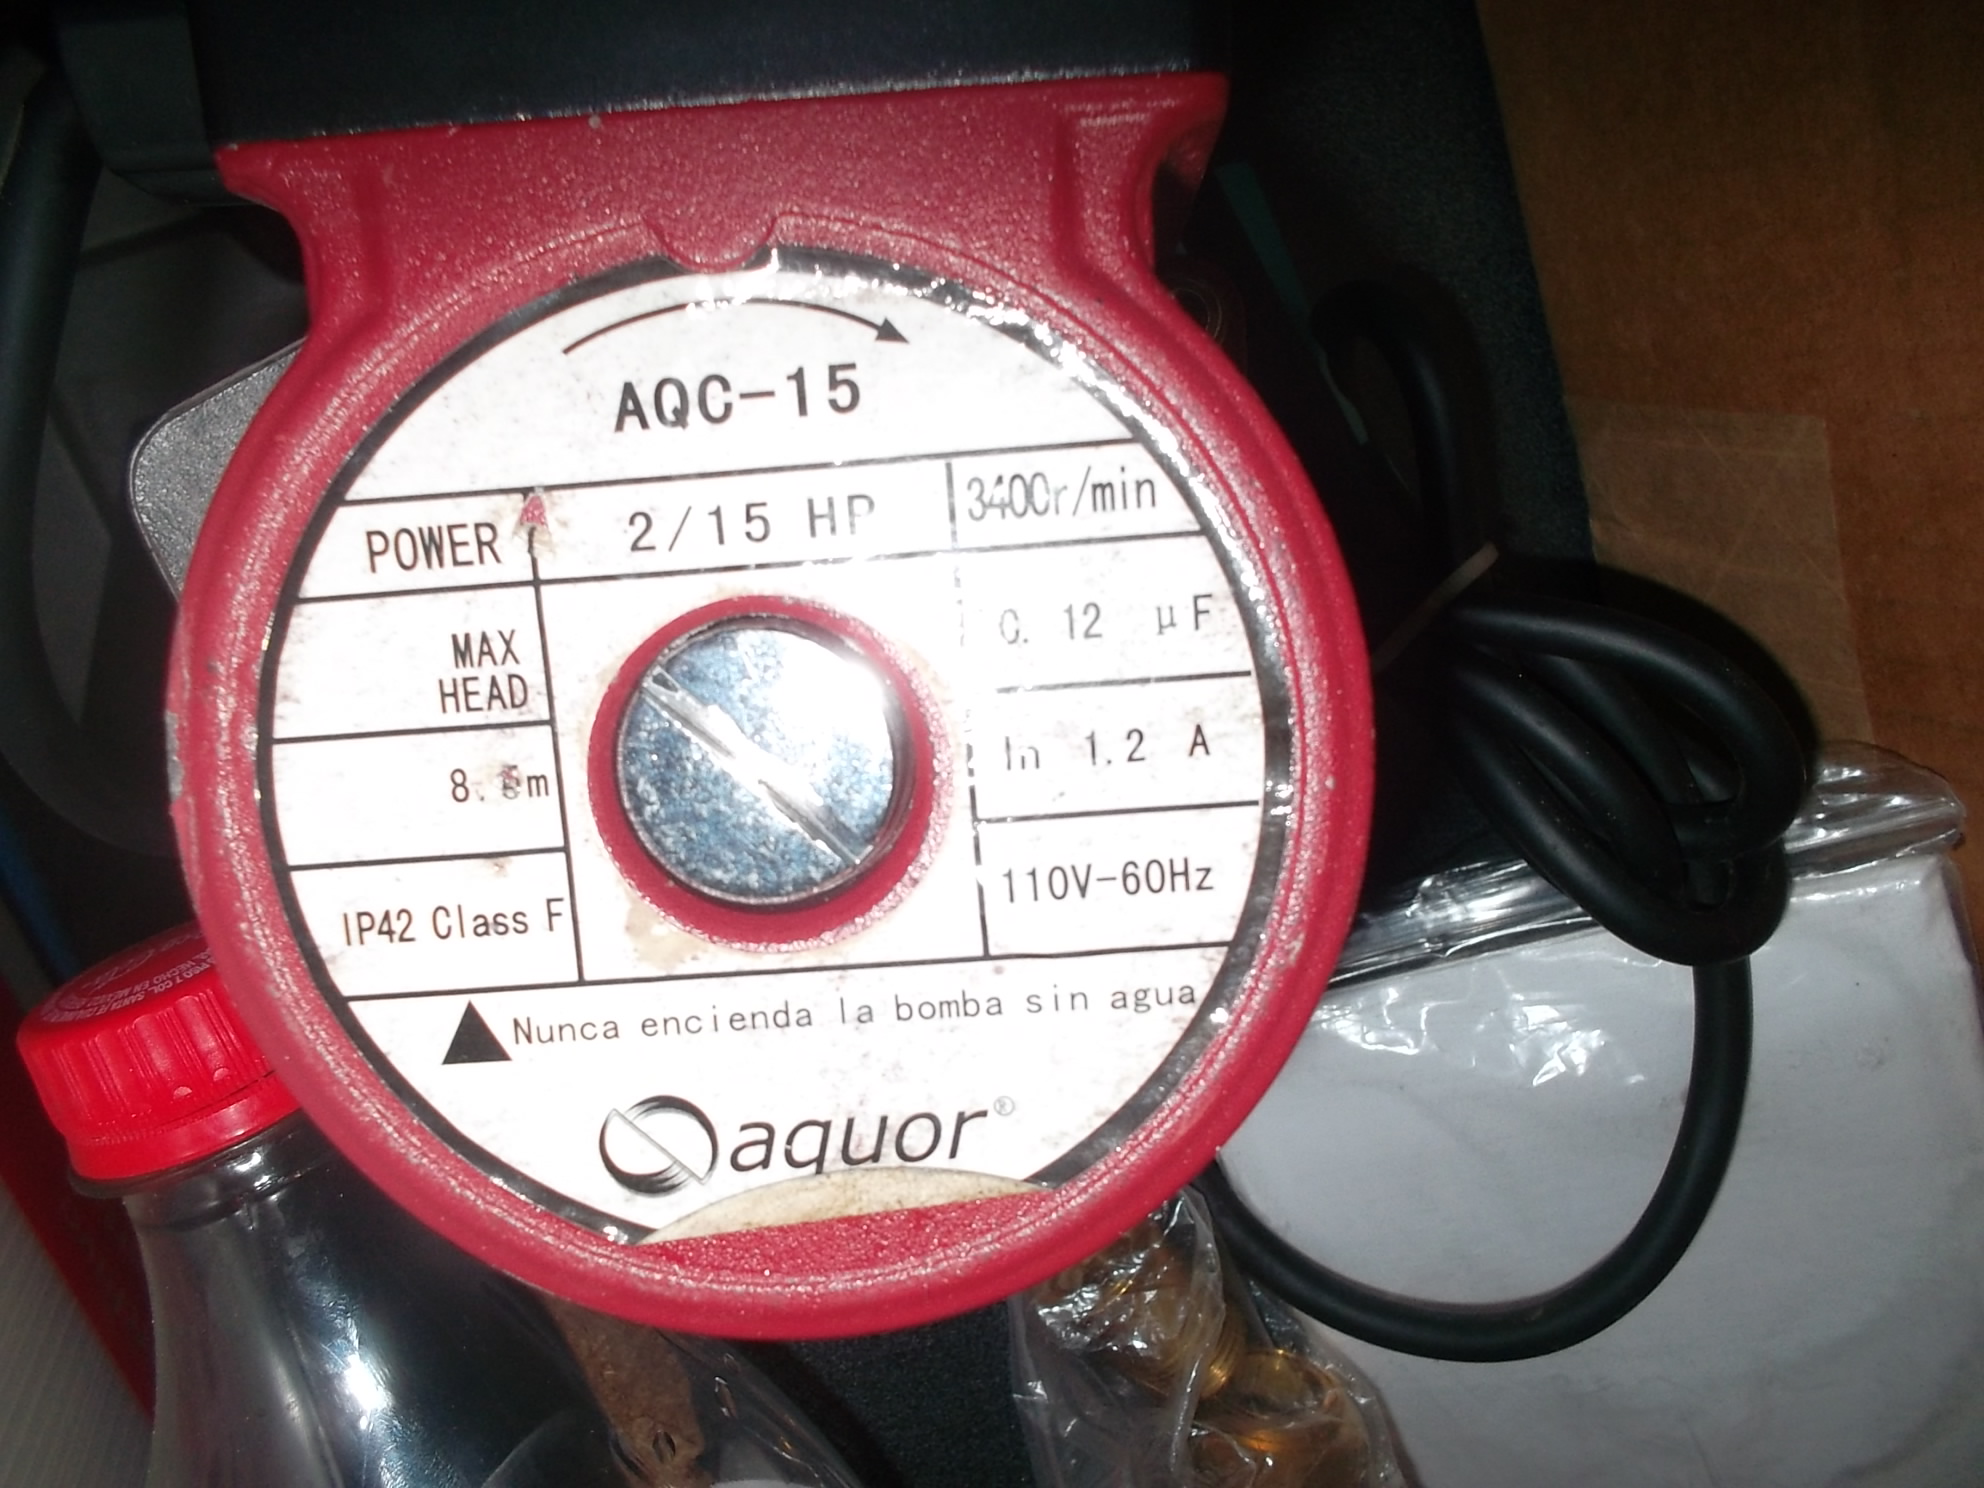 AQC-15
POWER 2/15 HP 3400r/min
MAX
HEAD
C. 12 μF
8. m
In 1.2 A
IP42 Class F
110V-60Hz
Nunca encienda la bomba sin agua
aquor®